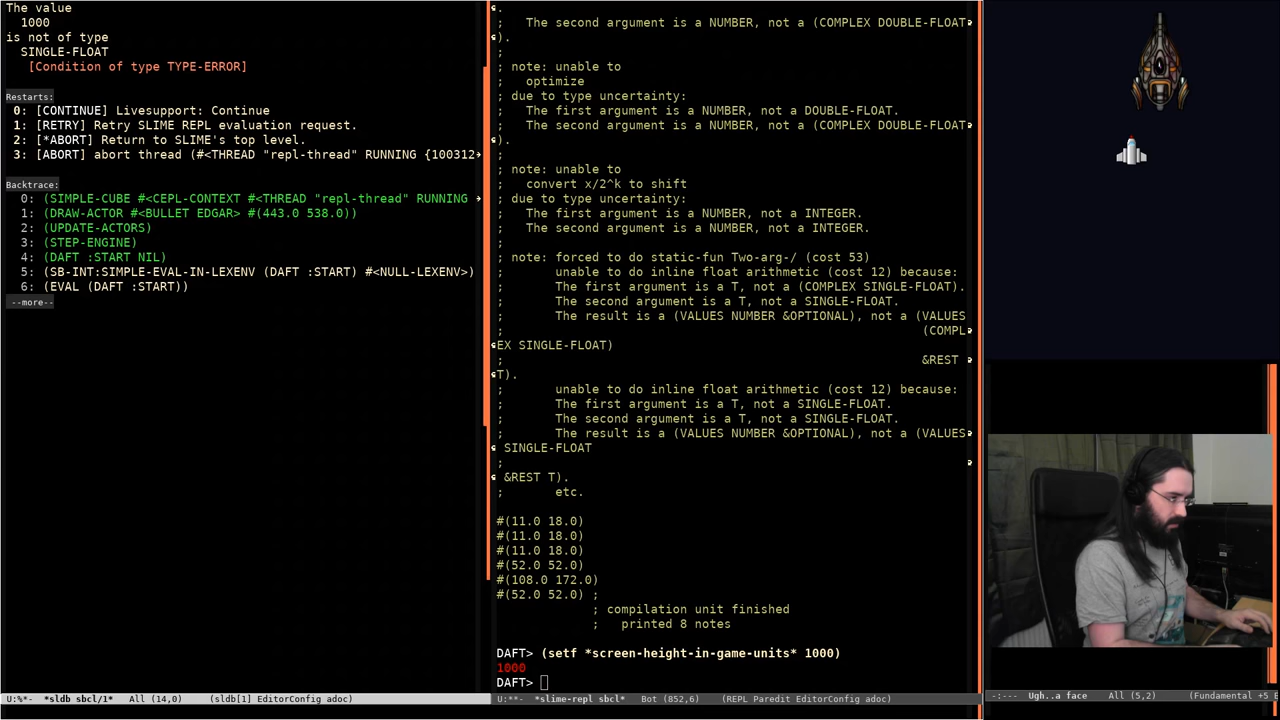 The value
1000
is not of type
SINGLE-FLOAT
[Condition of type TYPE-ERROR]
Restarts:
0: [CONTINUE] Livesupport: Continue
1: [RETRY] Retry SLIME REPL evaluation request.
2: [*ABORT] Return to SLIME's top level.
3: [ABORT] abort thread (#<THREAD "repl-thread" RUNNING {100312
Backtrace:
0: (SIMPLE-CUBE #<CEPL-CONTEXT #<THREAD "repl-thread" RUNNING
1: (DRAW-ACTOR #<BULLET EDGAR> #(443.0 538.0))
2: (UPDATE-ACTORS)
3: (STEP-ENGINE)
4: (DAFT :START NIL)
5: (SB-INT:SIMPLE-EVAL-IN-LEXENV (DAFT :START) #<NULL-LEXENV>)
6: (EVAL (DAFT :START))
--more--
U:%*- *sldb sbcl/1* All (14,0) (sldb[1] EditorConfig adoc)
.
; The second argument is a NUMBER, not a (COMPLEX DOUBLE-FLOAT
).
;
; note: unable to
; optimize
; due to type uncertainty:
; The first argument is a NUMBER, not a DOUBLE-FLOAT.
; The second argument is a NUMBER, not a (COMPLEX DOUBLE-FLOAT
).
;
; note: unable to
; convert x/2^k to shift
; due to type uncertainty:
; The first argument is a NUMBER, not a INTEGER.
; The second argument is a NUMBER, not a INTEGER.
;
; note: forced to do static-fun Two-arg-/ (cost 53)
; unable to do inline float arithmetic (cost 12) because:
; The first argument is a T, not a (COMPLEX SINGLE-FLOAT).
; The second argument is a T, not a SINGLE-FLOAT.
; The result is a (VALUES NUMBER &OPTIONAL), not a (VALUES
; (COMPL
EX SINGLE-FLOAT)
; &REST
T).
; unable to do inline float arithmetic (cost 12) because:
; The first argument is a T, not a SINGLE-FLOAT.
; The second argument is a T, not a SINGLE-FLOAT.
; The result is a (VALUES NUMBER &OPTIONAL), not a (VALUES
SINGLE-FLOAT
;
&REST T).
; etc.
#(11.0 18.0)
#(11.0 18.0)
#(11.0 18.0)
#(52.0 52.0)
#(108.0 172.0)
#(52.0 52.0) ;
; compilation unit finished
; printed 8 notes
DAFT> (setf *screen-height-in-game-units* 1000)
1000
DAFT>
U:**- *slime-repl sbcl* Bot (852,6) (REPL Paredit EditorConfig adoc)
-:--- Ugh..a face All (5,2) (Fundamental +5 E